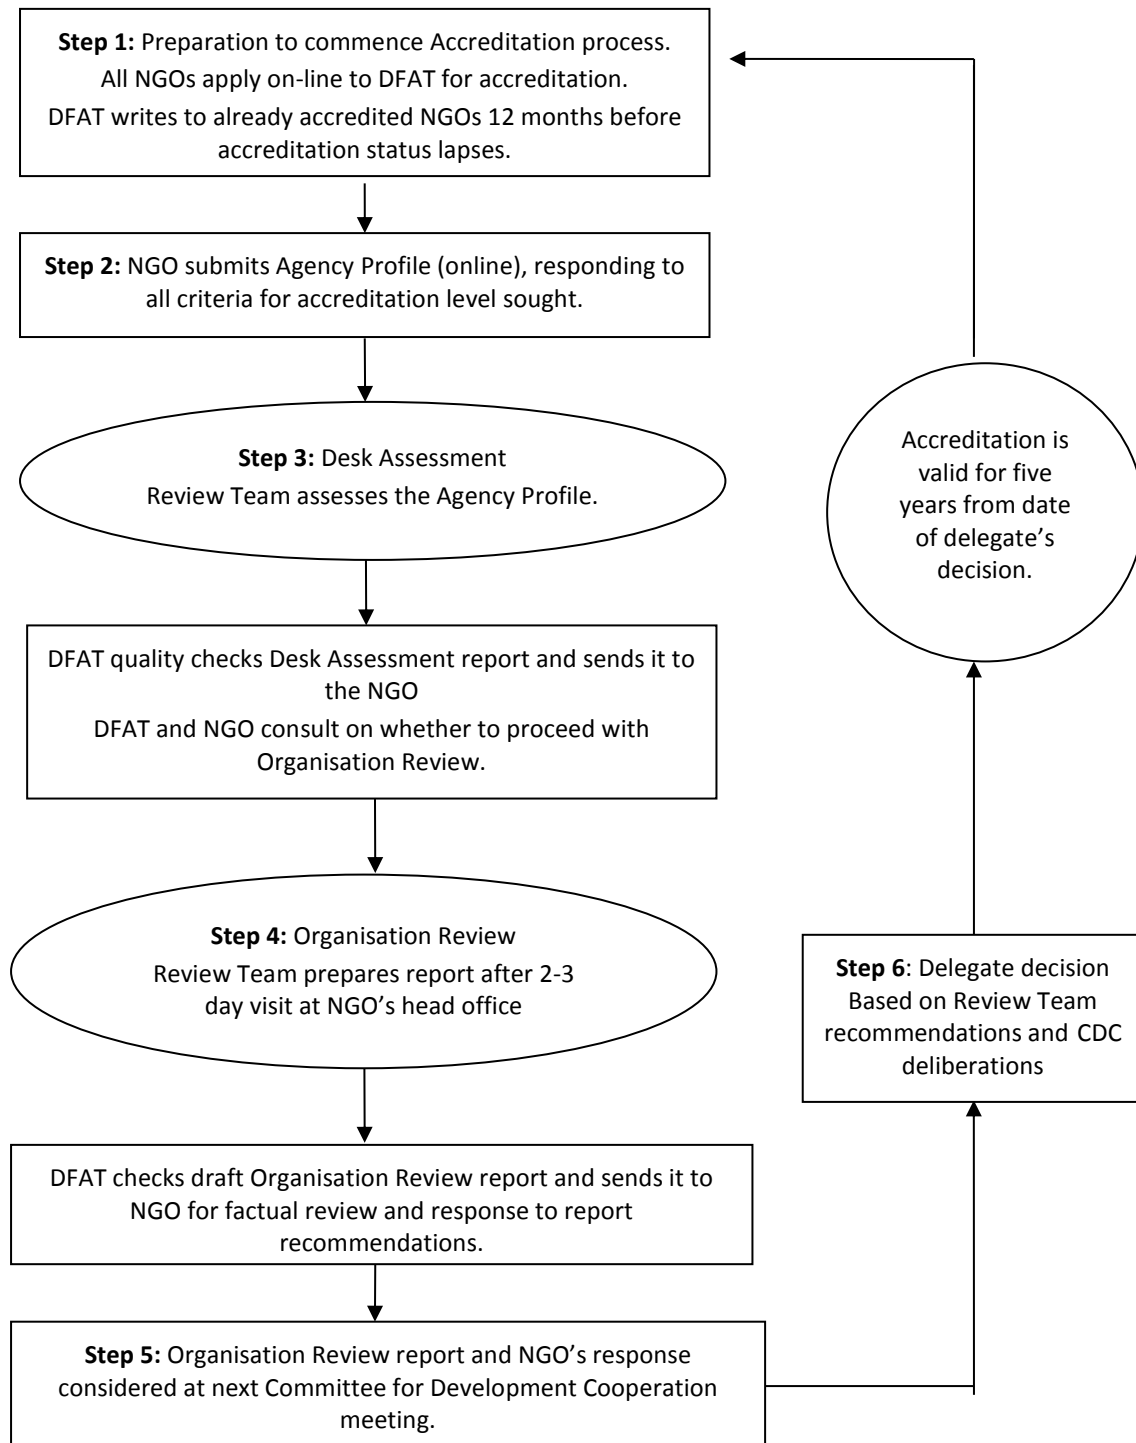 Step 1: Preparation to commence Accreditation process.
All NGOs apply on-line to DFAT for accreditation.
DFAT writes to already accredited NGOs 12 months before
accreditation status lapses.
Step 2: NGO submits Agency Profile (online), responding to
all criteria for accreditation level sought.
Step 3: Desk Assessment
Review Team assesses the Agency Profile.
DFAT quality checks Desk Assessment report and sends it to
the NGO
DFAT and NGO consult on whether to proceed with
Organisation Review.
Step 4: Organisation Review
Review Team prepares report after 2-3
day visit at NGO’s head office
DFAT checks draft Organisation Review report and sends it to
NGO for factual review and response to report
recommendations.
Step 5: Organisation Review report and NGO’s response
considered at next Committee for Development Cooperation
meeting.
Step 6: Delegate decision
Based on Review Team
recommendations and CDC
deliberations
Accreditation is
valid for five
years from date
of delegate’s
decision.